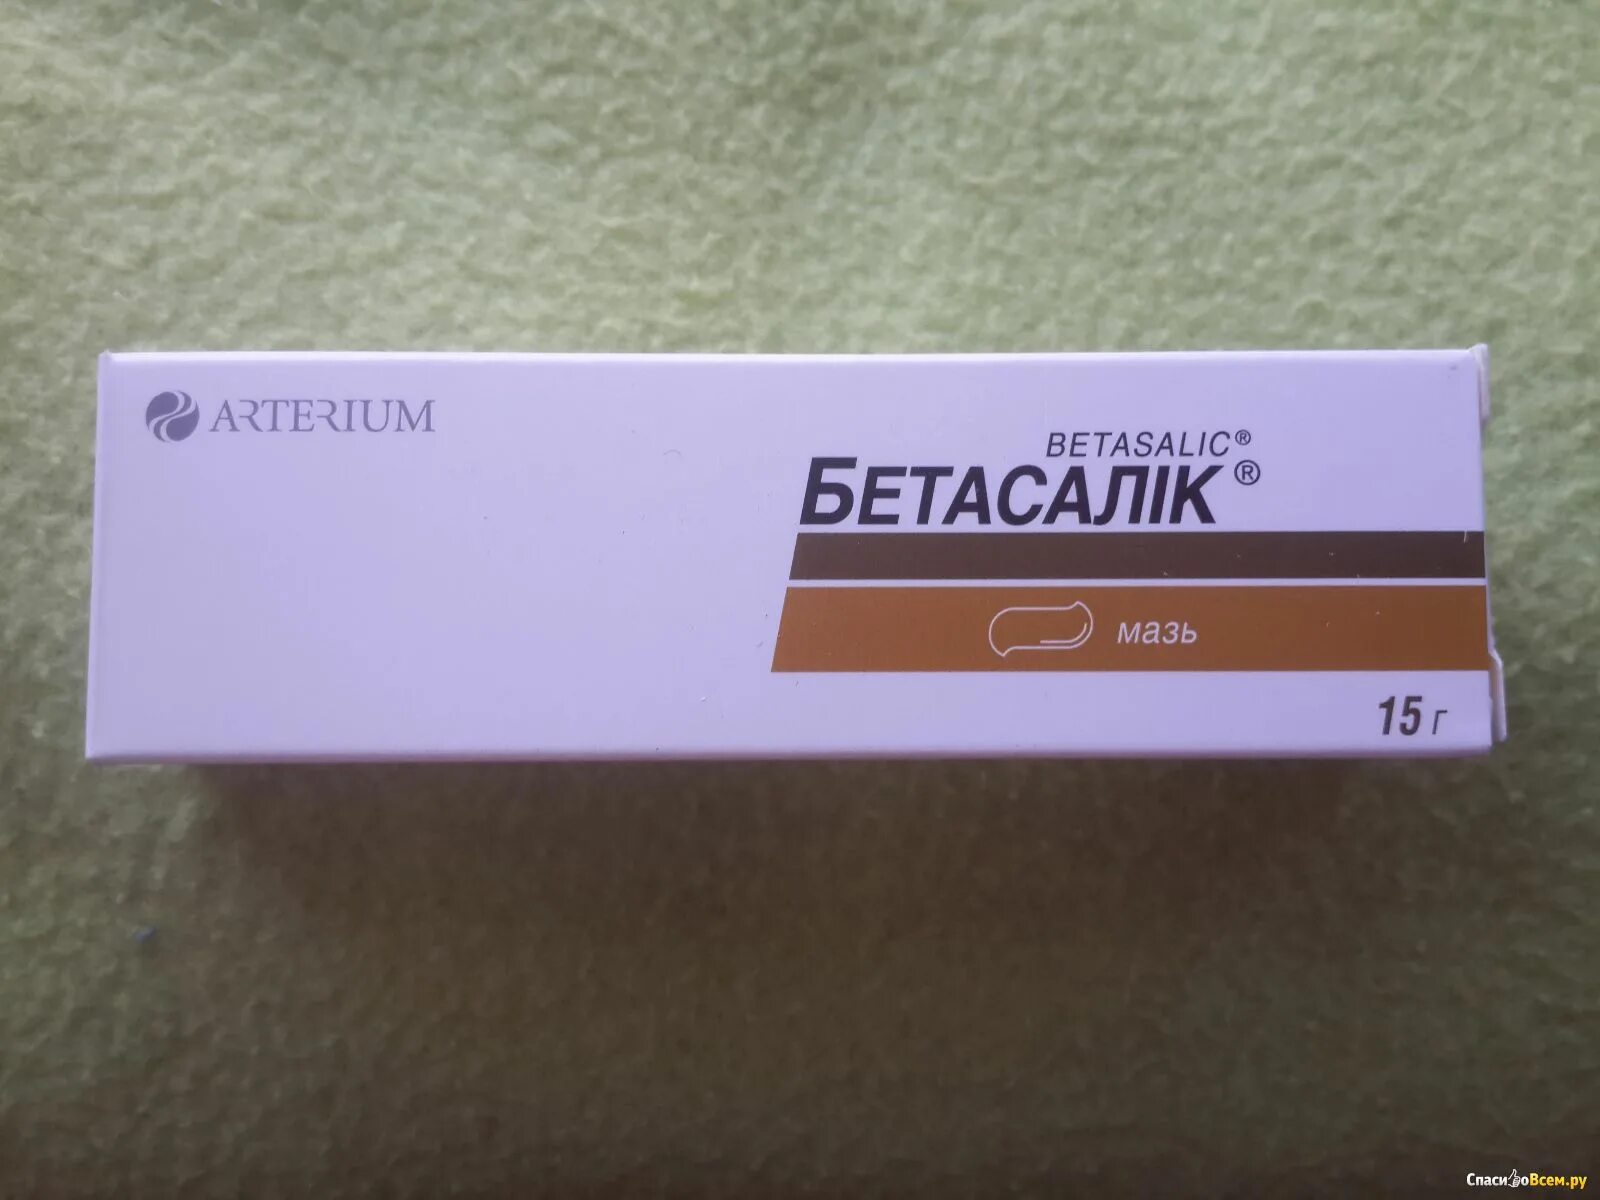 ARTERIUM
BETASALIC®
БЕТАСАЛІК®
мазь
15 г
СпасибоВсем.ру